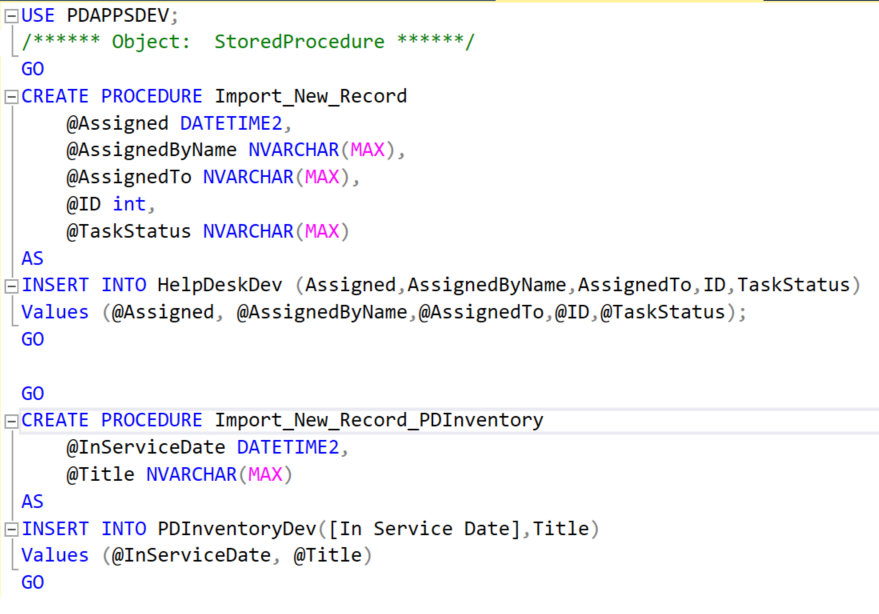 USE PDAPPSDEV;
/****** Object:  StoredProcedure ******/
GO
CREATE PROCEDURE Import_New_Record
    @Assigned DATETIME2,
    @AssignedByName NVARCHAR(MAX),
    @AssignedTo NVARCHAR(MAX),
    @ID int,
    @TaskStatus NVARCHAR(MAX)
AS
INSERT INTO HelpDeskDev (Assigned,AssignedByName,AssignedTo,ID,TaskStatus)
Values (@Assigned, @AssignedByName,@AssignedTo,@ID,@TaskStatus);
GO
GO
CREATE PROCEDURE Import_New_Record_PDInventory
    @InServiceDate DATETIME2,
    @Title NVARCHAR(MAX)
AS
INSERT INTO PDInventoryDev([In Service Date],Title)
Values (@InServiceDate, @Title)
GO